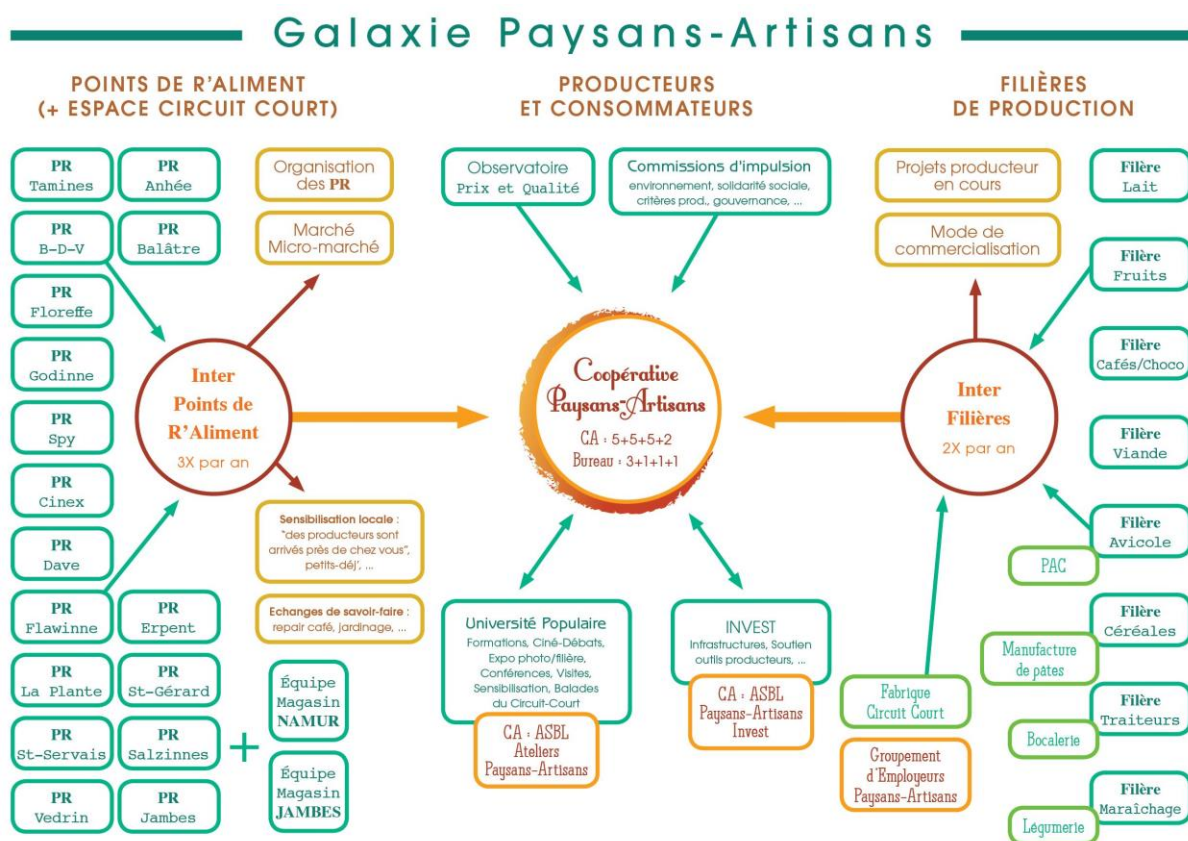 Galaxie Paysans-Artisans
POINTS DE R'ALIMENT
(+ ESPACE CIRCUIT COURT)
PR
Tamines
PR
Anhée
PR
B-D-V
PR
Balâtre
PR
Floreffe
PR
Godinne
PR
Spy
PR
Cinex
PR
Dave
PR
Flawinne
PR
Erpent
PR
La Plante
PR
St-Gérard
PR
St-Servais
PR
Salzinnes
PR
Vedrin
PR
Jambes
+
Équipe
Magasin
NAMUR
Équipe
Magasin
JAMBES
Organisation
des PR
Marché
Micro-marché
Inter
Points de
R'Aliment
3X par an
Sensibilisation locale :
"des producteurs sont
arrivés près de chez vous",
petits-déj', ...
Echanges de savoir-faire :
repair café, jardinage, ...
PRODUCTEURS
ET CONSOMMATEURS
Observatoire
Prix et Qualité
Commissions d'impulsion
environnement, solidarité sociale,
critères prod., gouvernance, ...
Coopérative
Paysans-Artisans
CA : 5+5+5+2
Bureau : 3+1+1+1
Université Populaire
Formations, Ciné-Débats,
Expo photo/filière,
Conférences, Visites,
Sensibilisation, Balades
du Circuit-Court
CA : ASBL
Ateliers
Paysans-Artisans
INVEST
Infrastructures, Soutien
outils producteurs, ...
CA : ASBL
Paysans-Artisans
Invest
FILIÈRES
DE PRODUCTION
Projets producteur
en cours
Mode de
commercialisation
Inter
Filières
2X par an
Fabrique
Circuit Court
Groupement
d'Employeurs
Paysans-Artisans
Filère
Lait
Filère
Fruits
Filère
Cafés/Choco
Filère
Viande
Filère
Avicole
PAC
Filère
Céréales
Manufacture
de pâtes
Filère
Traiteurs
Bocalerie
Filère
Maraîchage
Légumerie